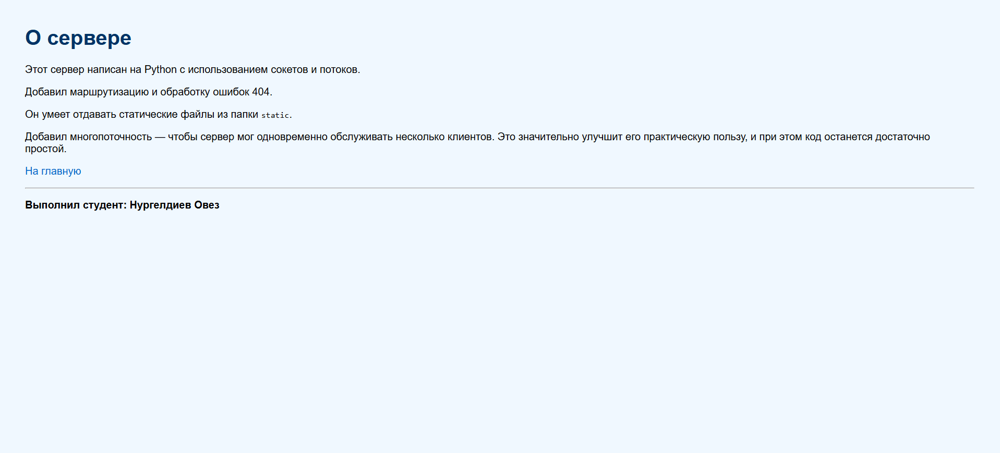 О сервере
Этот сервер написан на Python с использованием сокетов и потоков.
Добавил маршрутизацию и обработку ошибок 404.
Он умеет отдавать статические файлы из папки static.
Добавил многопоточность — чтобы сервер мог одновременно обслуживать несколько клиентов. Это значительно улучшит его практическую пользу, и при этом код останется достаточно
простой.
На главную
Выполнил студент: Нургелдиев Овез